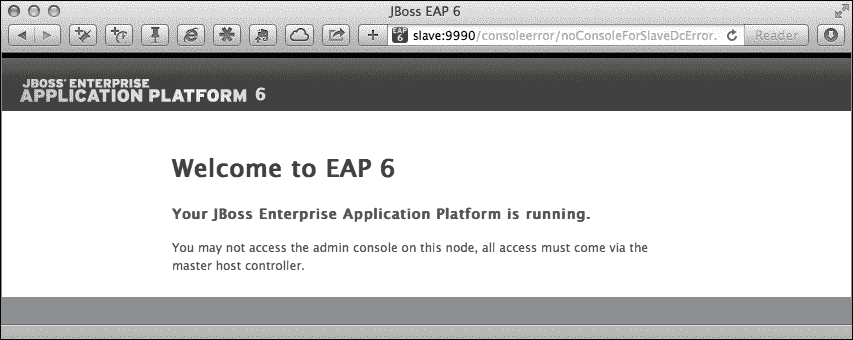 JBoss EAP 6
EAP 6 slave:9990/consoleerror/noConsoleForSlaveDcError. Reader
JBOSS® ENTERPRISE
APPLICATION PLATFORM 6
Welcome to EAP 6
Your JBoss Enterprise Application Platform is running.
You may not access the admin console on this node, all access must come via the
master host controller.